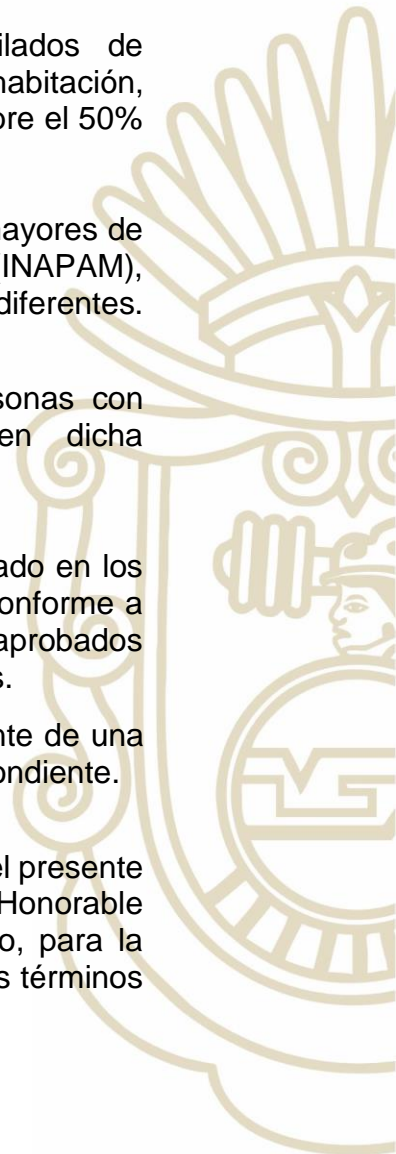 ilados de
habitación,
ore el 50%
nayores de
INAPAM),
diferentes.
sonas con
en dicha
ado en los
onforme a
aprobados
s.
nte de una
ondiente.
el presente
Honorable
o, para la
s términos